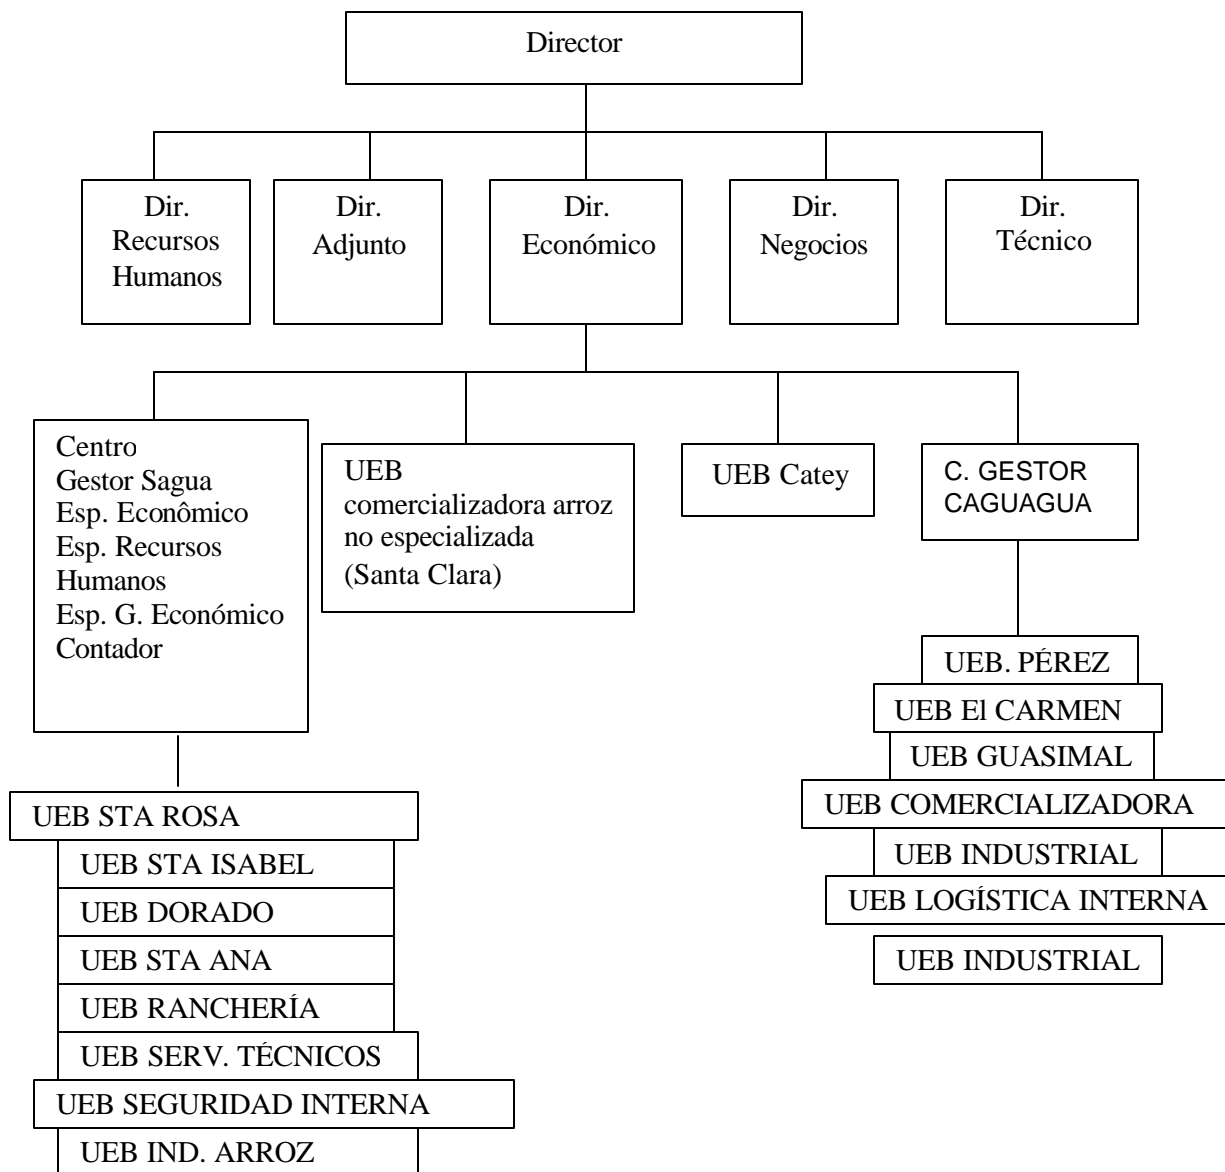 Director
Dir.
Recursos
Humanos
Dir.
Adjunto
Dir.
Económico
Dir.
Negocios
Dir.
Técnico
Centro
Gestor Sagua
Esp. Econômico
Esp. Recursos
Humanos
Esp. G. Económico
Contador
UEB
comercializadora arroz
no especializada
(Santa Clara)
UEB Catey
C. GESTOR
CAGUAGUA
UEB STA ROSA
UEB STA ISABEL
UEB DORADO
UEB STA ANA
UEB RANCHERÍA
UEB SERV. TÉCNICOS
UEB SEGURIDAD INTERNA
UEB IND. ARROZ
UEB. PÉREZ
UEB El CARMEN
UEB GUASIMAL
UEB COMERCIALIZADORA
UEB INDUSTRIAL
UEB LOGÍSTICA INTERNA
UEB INDUSTRIAL